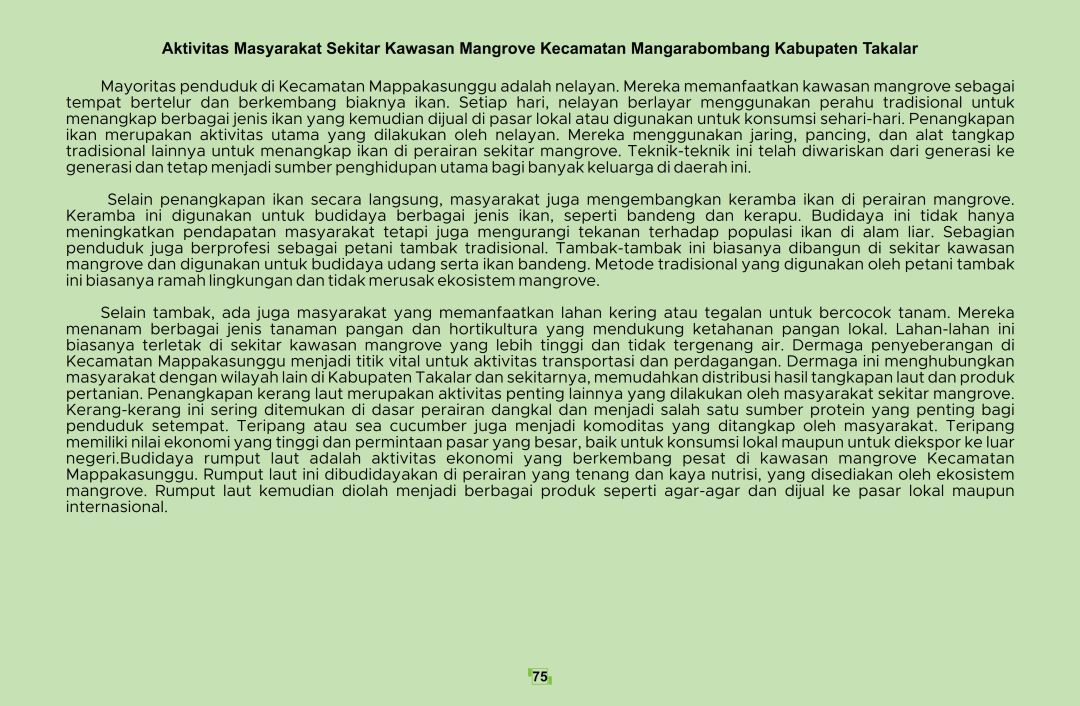 Aktivitas Masyarakat Sekitar Kawasan Mangrove Kecamatan Mangarabombang Kabupaten Takalar
Mayoritas penduduk di Kecamatan Mappakasunggu adalah nelayan. Mereka memanfaatkan kawasan mangrove sebagai
tempat bertelur dan berkembang biaknya ikan. Setiap hari, nelayan berlayar menggunakan perahu tradisional untuk
menangkap berbagai jenis ikan yang kemudian dijual di pasar lokal atau digunakan untuk konsumsi sehari-hari. Penangkapan
ikan merupakan aktivitas utama yang dilakukan oleh nelayan. Mereka menggunakan jaring, pancing, dan alat tangkap
tradisional lainnya untuk menangkap ikan di perairan sekitar mangrove. Teknik-teknik ini telah diwariskan dari generasi ke
generasi dan tetap menjadi sumber penghidupan utama bagi banyak keluarga di daerah ini.
Selain penangkapan ikan secara langsung, masyarakat juga mengembangkan keramba ikan di perairan mangrove.
Keramba ini digunakan untuk budidaya berbagai jenis ikan, seperti bandeng dan kerapu. Budidaya ini tidak hanya
meningkatkan pendapatan masyarakat tetapi juga mengurangi tekanan terhadap populasi ikan di alam liar. Sebagian
penduduk juga berprofesi sebagai petani tambak tradisional. Tambak-tambak ini biasanya dibangun di sekitar kawasan
mangrove dan digunakan untuk budidaya udang serta ikan bandeng. Metode tradisional yang digunakan oleh petani tambak
ini biasanya ramah lingkungan dan tidak merusak ekosistem mangrove.
Selain tambak, ada juga masyarakat yang memanfaatkan lahan kering atau tegalan untuk bercocok tanam. Mereka
menanam berbagai jenis tanaman pangan dan hortikultura yang mendukung ketahanan pangan lokal. Lahan-lahan ini
biasanya terletak di sekitar kawasan mangrove yang lebih tinggi dan tidak tergenang air. Dermaga penyeberangan di
Kecamatan Mappakasunggu menjadi titik vital untuk aktivitas transportasi dan perdagangan. Dermaga ini menghubungkan
masyarakat dengan wilayah lain di Kabupaten Takalar dan sekitarnya, memudahkan distribusi hasil tangkapan laut dan produk
pertanian. Penangkapan kerang laut merupakan aktivitas penting lainnya yang dilakukan oleh masyarakat sekitar mangrove.
Kerang-kerang ini sering ditemukan di dasar perairan dangkal dan menjadi salah satu sumber protein yang penting bagi
penduduk setempat. Teripang atau sea cucumber juga menjadi komoditas yang ditangkap oleh masyarakat. Teripang
memiliki nilai ekonomi yang tinggi dan permintaan pasar yang besar, baik untuk konsumsi lokal maupun untuk diekspor ke luar
negeri.Budidaya rumput laut adalah aktivitas ekonomi yang berkembang pesat di kawasan mangrove Kecamatan
Mappakasunggu. Rumput laut ini dibudidayakan di perairan yang tenang dan kaya nutrisi, yang disediakan oleh ekosistem
mangrove. Rumput laut kemudian diolah menjadi berbagai produk seperti agar-agar dan dijual ke pasar lokal maupun
internasional.
75